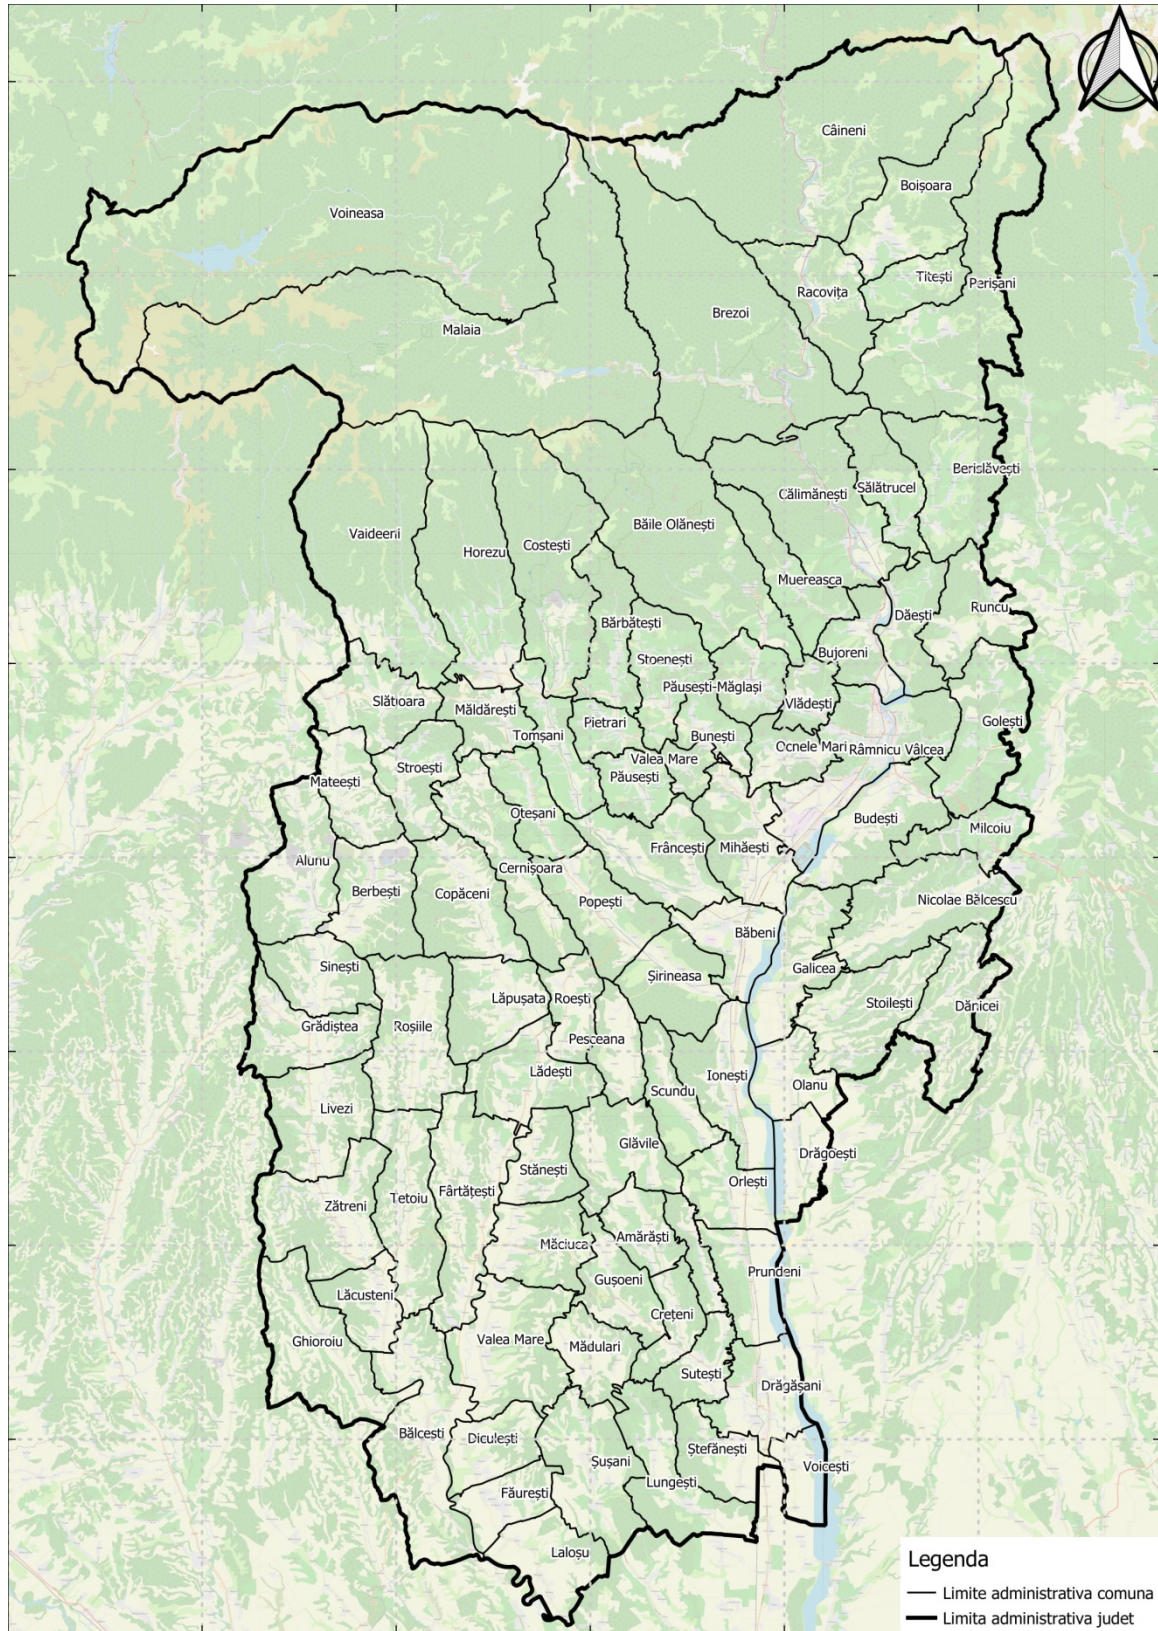 Câineni
Boișoara
Voineasa
Titești
Perișani
Racovița
Brezoi
Malaia
Berislăvești
Sălătrucel
Călimănești
Băile Olănești
Vaideeni
Costești
Horezu
Muereasca
Runcu
Dăești
Bărbătești
Bujoreni
Stoenești
Păusești-Măglași
Slătioara
Vlădești
Măldărești
Pietrari
Golești
Tomșani
Bunești
Ocnele Mari
Râmnicu Vâlcea
Valea Mare
Stroești
Păusești
Mateești
Oteșani
Budești
Milcoiu
Frâncești
Mihăești
Alunu
Cernișoara
Berbești
Copăceni
Popești
Nicolae Bălcescu
Băbeni
Sinești
Galicea
Șirineasa
Lăpușata
Roești
Stoilești
Dănicei
Grădiștea
Roșiile
Pesceana
Lădești
Ionești
Olanu
Scundu
Livezi
Glăvile
Drăgoești
Stănești
Orlești
Fârtățești
Tetoiu
Zătreni
Amărăști
Măciuca
Prundeni
Gușoeni
Lăcusteni
Crețeni
Ghioroiu
Valea Mare
Mădulari
Sutești
Drăgășani
Bălcești
Diculești
Ștefănești
Șușani
Voicești
Lungești
Făurești
Laloșu
Legenda
Limite administrativa comuna
Limita administrativa judet